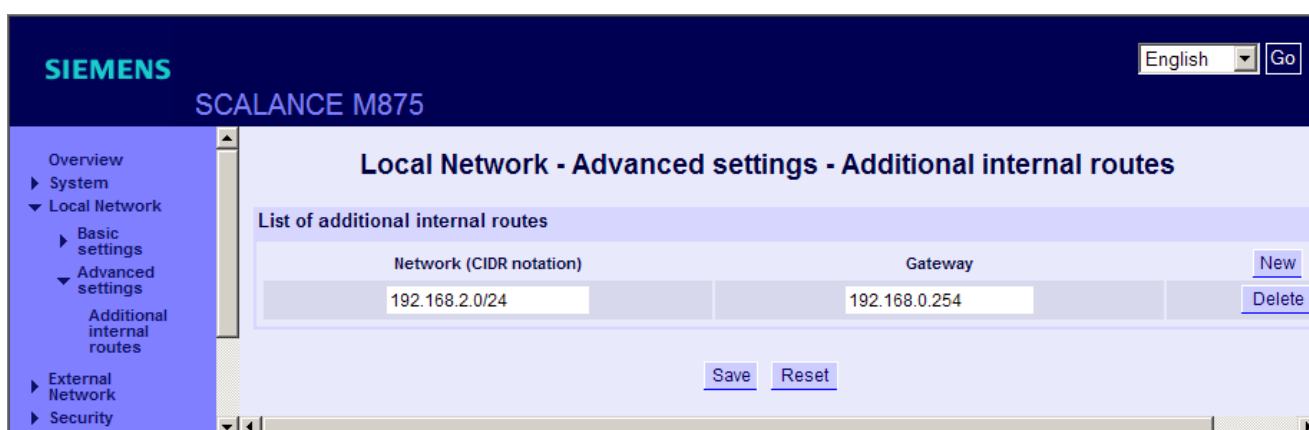 SIEMENS
English
Go
SCALANCE M875
Overview
System
Local Network
Basic
settings
Advanced
settings
Additional
internal
routes
External
Network
Security
Local Network - Advanced settings - Additional internal routes
List of additional internal routes
Network (CIDR notation) Gateway New
192.168.2.0/24 192.168.0.254 Delete
Save Reset